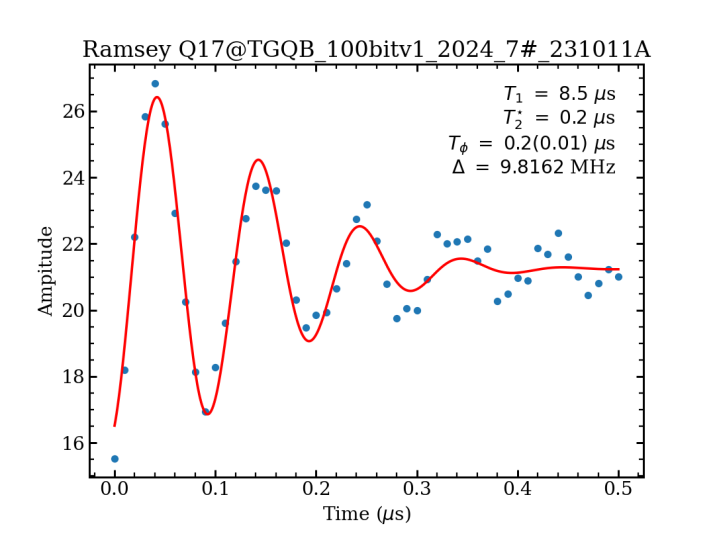 Ramsey Q17@TGQB_100bitv1_2024_7#_231011A
T₁ = 8.5 μs
T₂* = 0.2 μs
Tϕ = 0.2(0.01) μs
Δ = 9.8162 MHz
Ampitude
26
24
22
20
18
16
0.0 0.1 0.2 0.3 0.4 0.5
Time (μs)